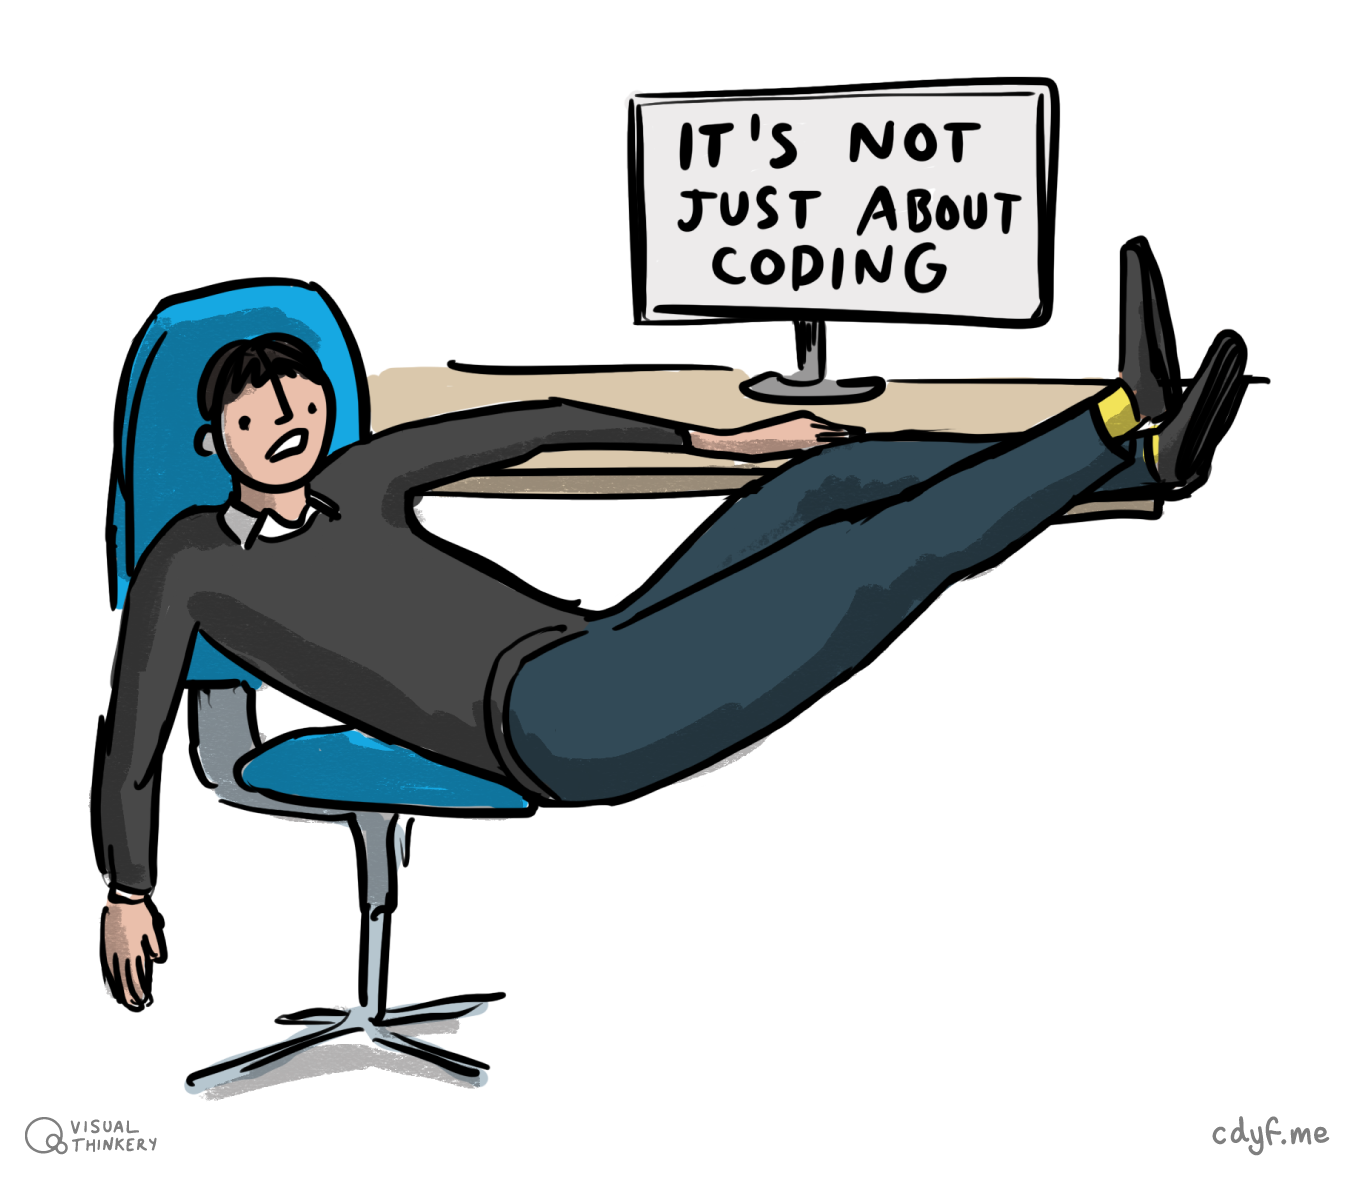 IT'S NOT
JUST ABOUT
CODING
VISUAL
THINKERY
cdyf.me